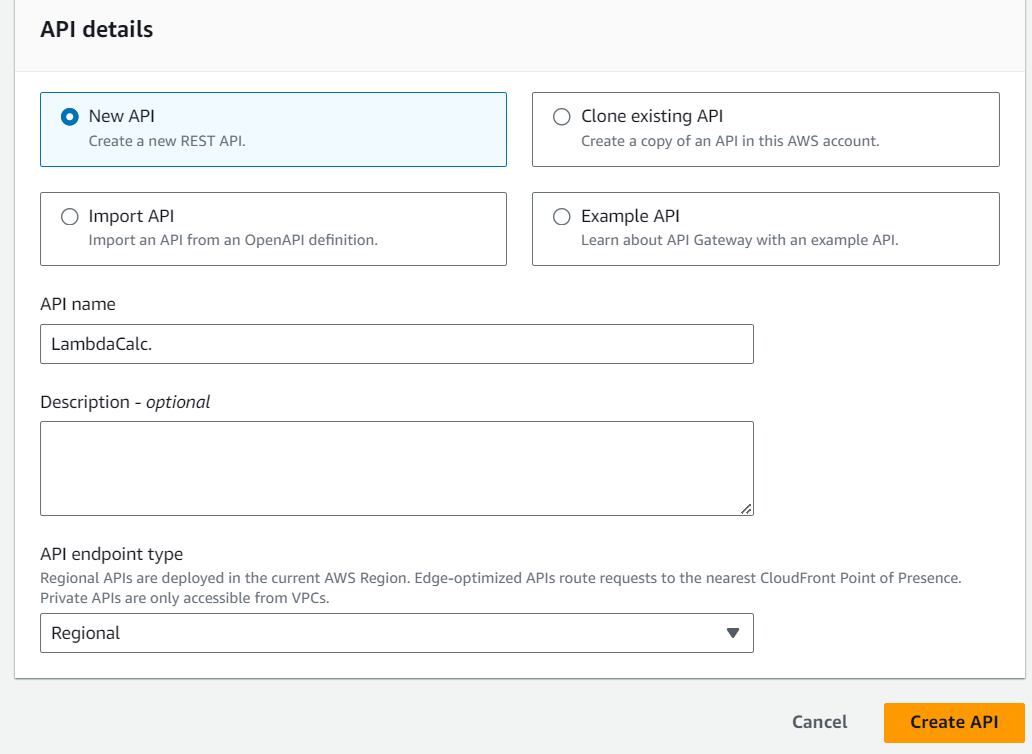 API details
New API
Create a new REST API.
Clone existing API
Create a copy of an API in this AWS account.
Import API
Import an API from an OpenAPI definition.
Example API
Learn about API Gateway with an example API.
API name
LambdaCalc.
Description - optional
API endpoint type
Regional APIs are deployed in the current AWS Region. Edge-optimized APIs route requests to the nearest CloudFront Point of Presence.
Private APIs are only accessible from VPCs.
Regional
Cancel
Create API